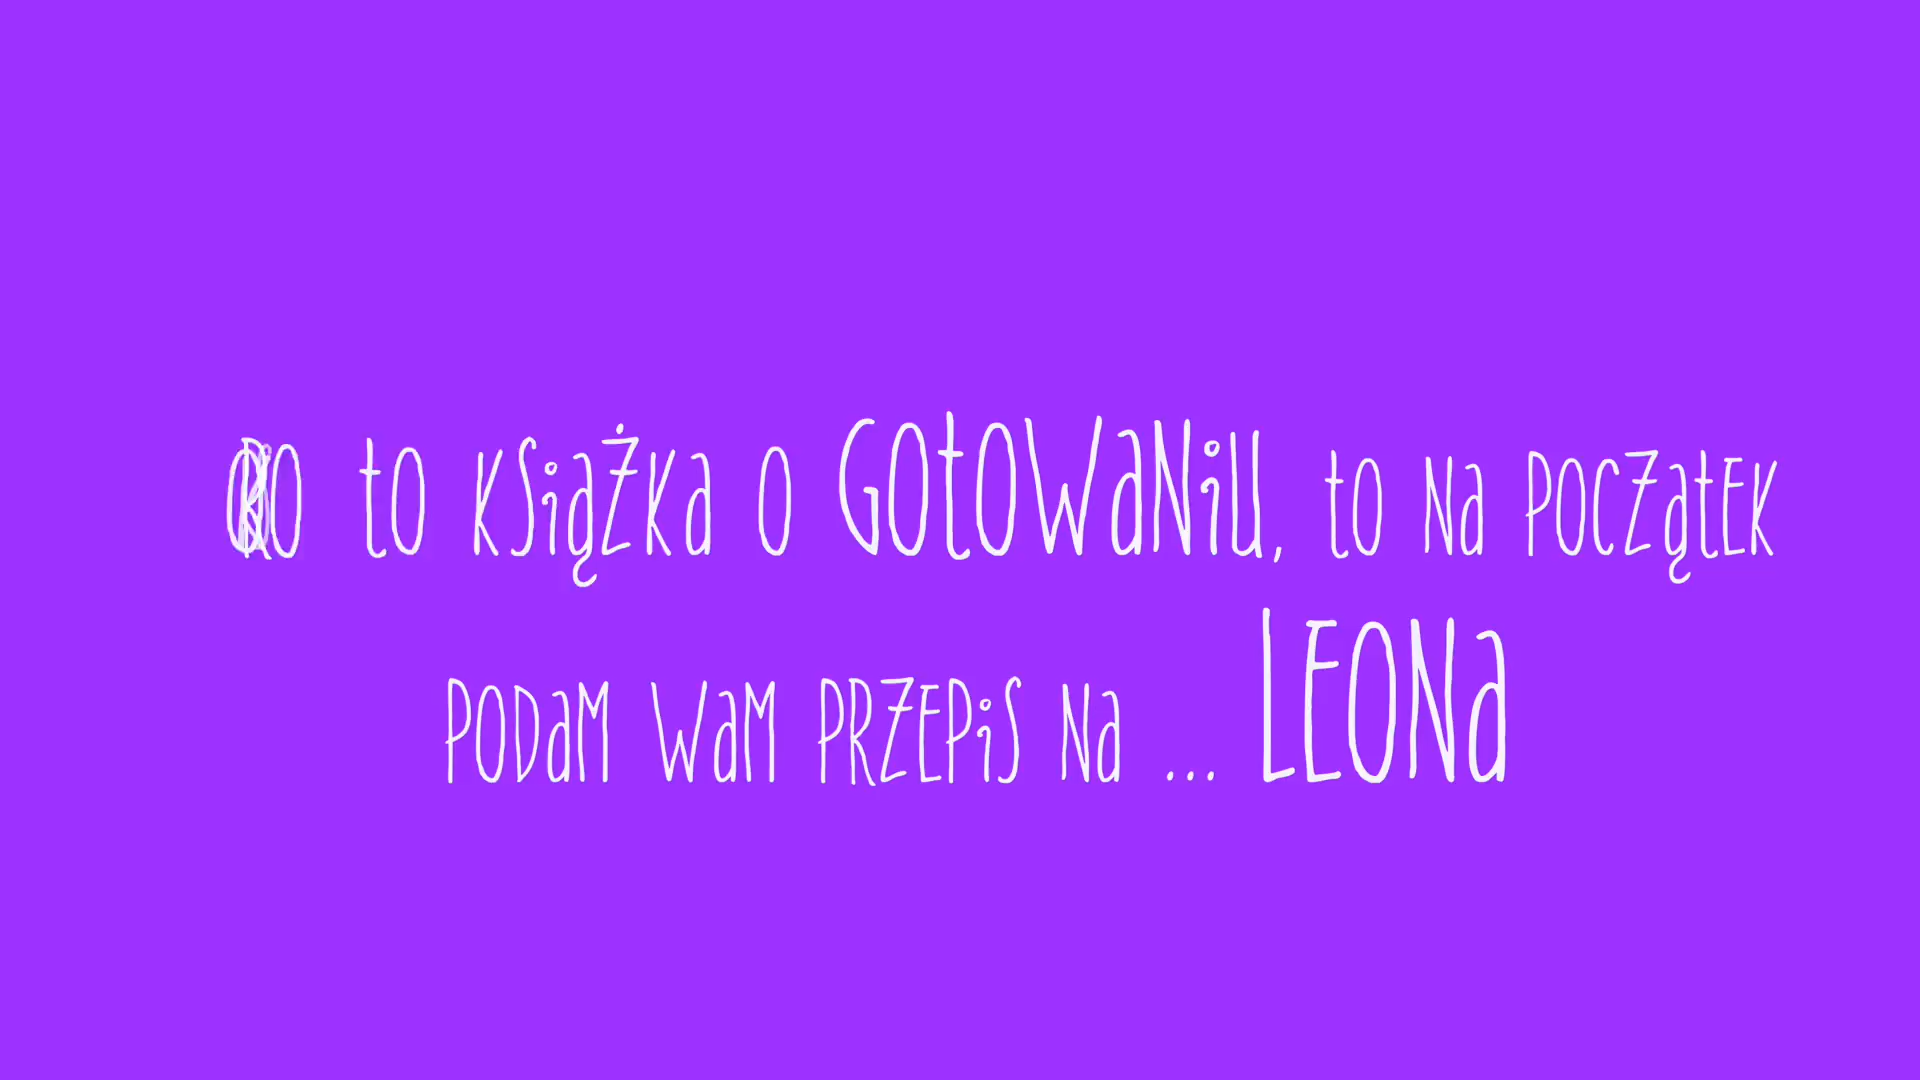 to książka o GOTOWANIU, to na początek
podam wam przepis na ... LEONA